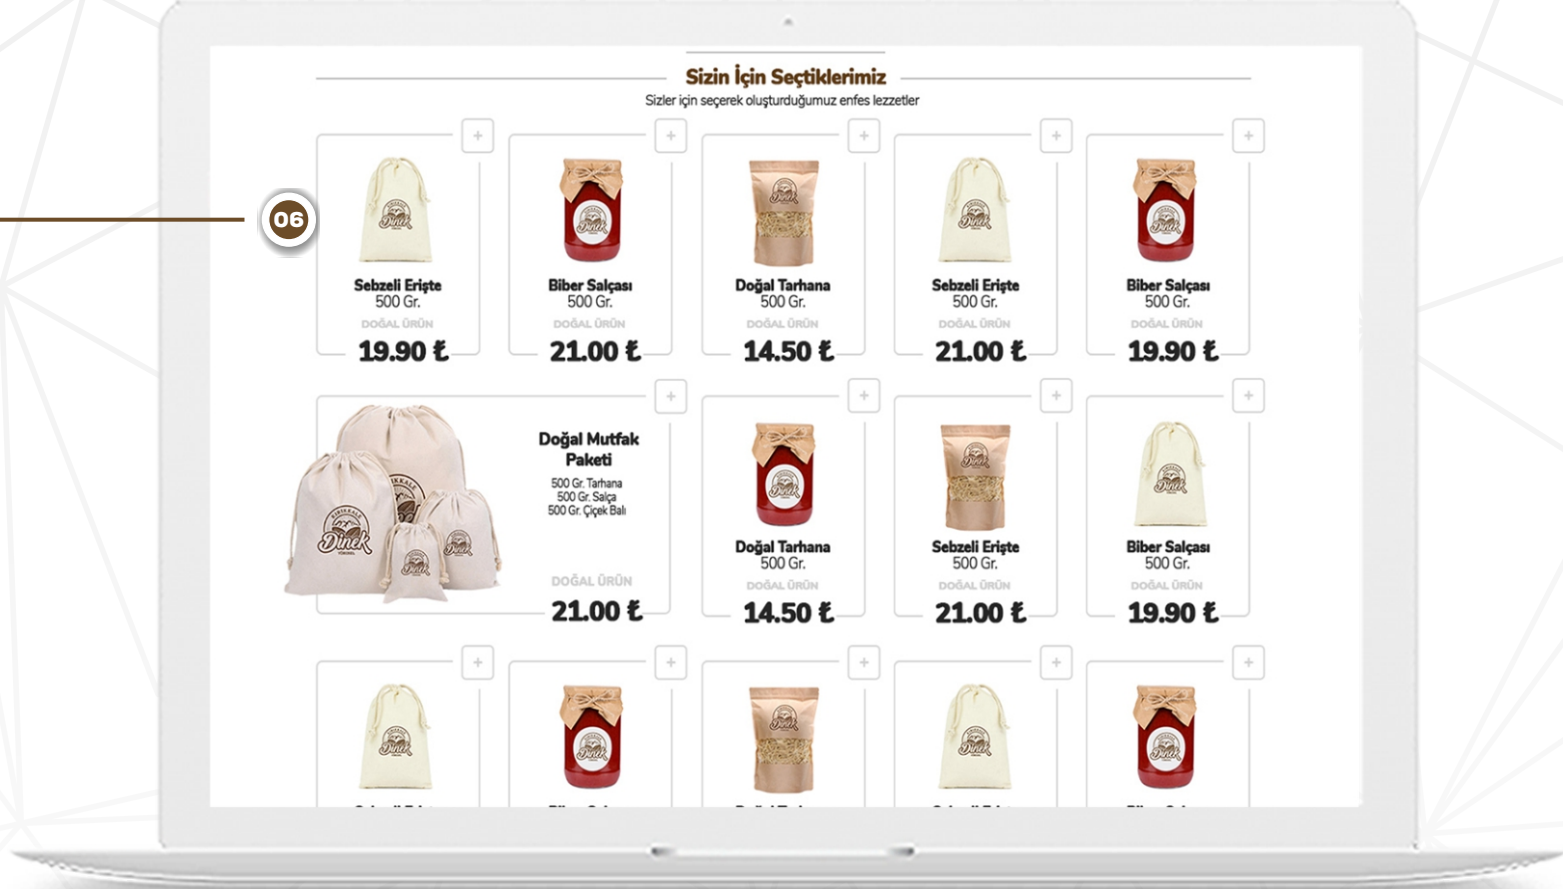 Sizin İçin Seçtiklerimiz
Sizler için seçerek oluşturduğumuz enfes lezzetler
06
Sebzeli Erişte
500 Gr.
DOĞAL ÜRÜN
19.90 ₺
Biber Salçası
500 Gr.
DOĞAL ÜRÜN
21.00 ₺
Doğal Tarhana
500 Gr.
DOĞAL ÜRÜN
14.50 ₺
Sebzeli Erişte
500 Gr.
DOĞAL ÜRÜN
21.00 ₺
Biber Salçası
500 Gr.
DOĞAL ÜRÜN
19.90 ₺
KIRIKKALE
Dinek
Doğal Mutfak
Paketi
500 Gr. Tarhana
500 Gr. Salça
500 Gr. Çiçek Balı
DOĞAL ÜRÜN
21.00 ₺
Doğal Tarhana
500 Gr.
DOĞAL ÜRÜN
14.50 ₺
Sebzeli Erişte
500 Gr.
DOĞAL ÜRÜN
21.00 ₺
Biber Salçası
500 Gr.
DOĞAL ÜRÜN
19.90 ₺